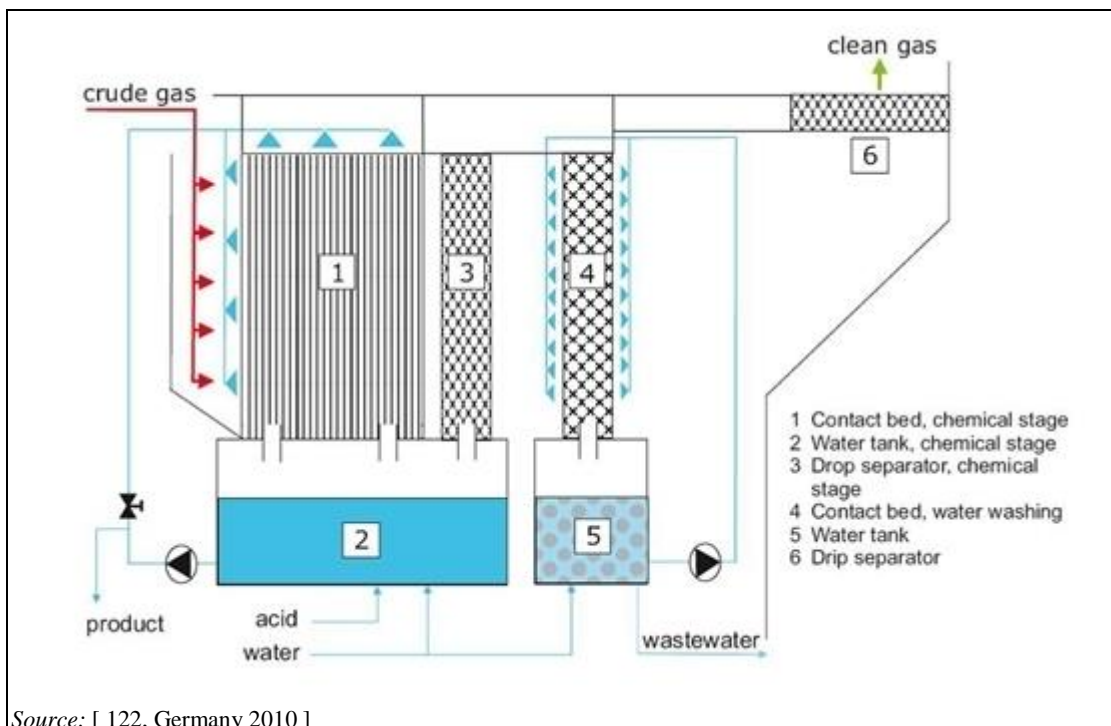 clean gas
crude gas
6
1
3
4
1 Contact bed, chemical stage
2 Water tank, chemical stage
3 Drop separator, chemical
stage
4 Contact bed, water washing
5 Water tank
6 Drip separator
2
5
product
acid
water
wastewater
Source: [ 122, Germany 2010 ]